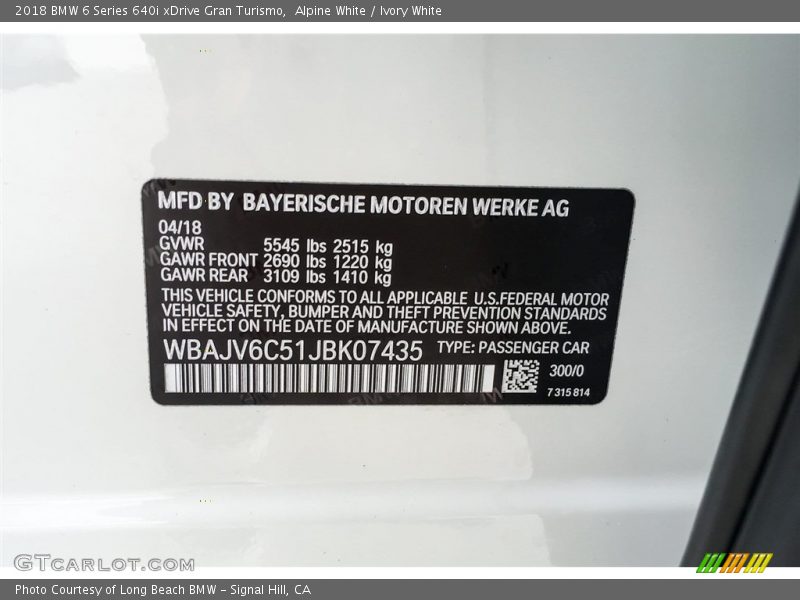 2018 BMW 6 Series 640i xDrive Gran Turismo,  Alpine White / Ivory White
MFD BY BAYERISCHE MOTOREN WERKE AG
04/18
GVWR 5545 lbs 2515 kg
GAWR FRONT 2690 lbs 1220 kg
GAWR REAR 3109 lbs 1410 kg
THIS VEHICLE CONFORMS TO ALL APPLICABLE U.S.FEDERAL MOTOR
VEHICLE SAFETY, BUMPER AND THEFT PREVENTION STANDARDS
IN EFFECT ON THE DATE OF MANUFACTURE SHOWN ABOVE.
WBAJV6C51JBK07435 TYPE: PASSENGER CAR
300/0
7 315 814
GTCARLOT.COM
Photo Courtesy of Long Beach BMW - Signal Hill, CA